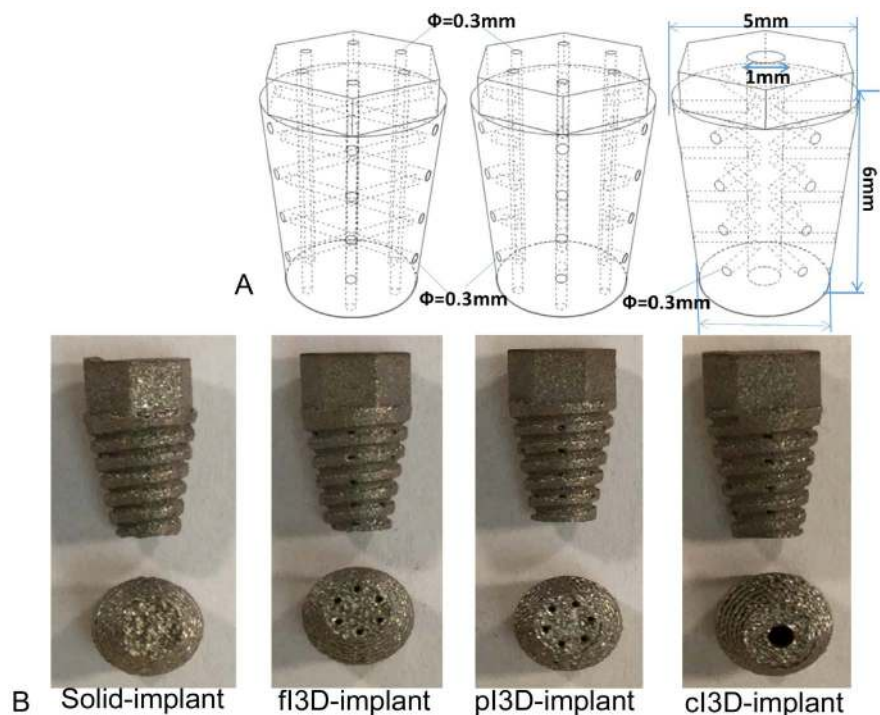 Φ=0.3mm
5mm
1mm
6mm
A
Φ=0.3mm
Φ=0.3mm
B
Solid-implant
fI3D-implant
pI3D-implant
cI3D-implant